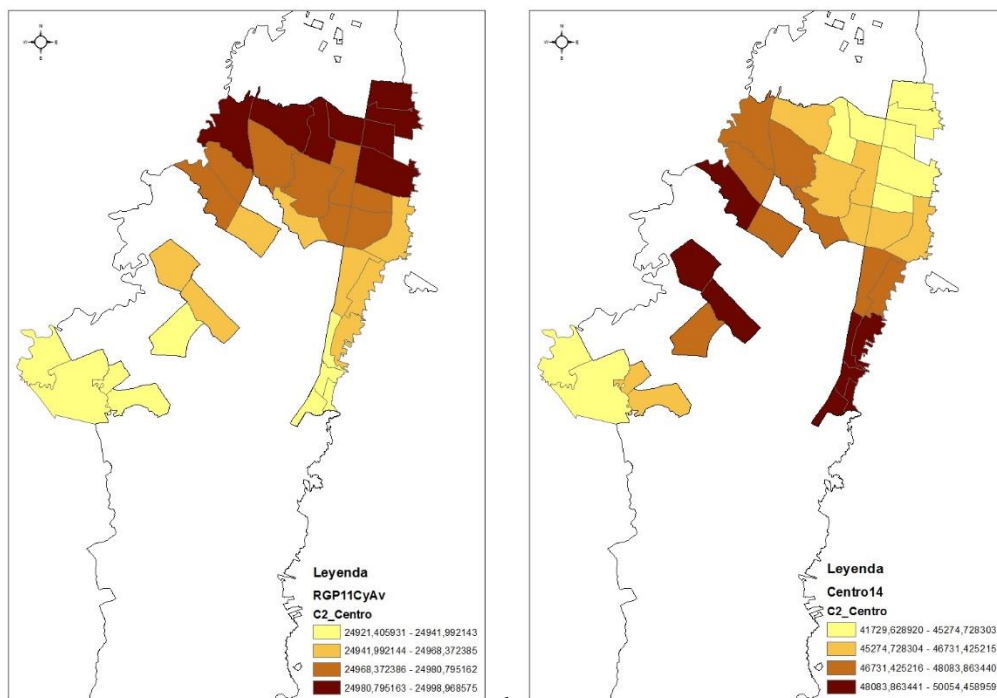 N
W E
S
Leyenda
RGP11CyAv
C2_Centro
24921,405931 - 24941,992143
24941,992144 - 24968,372385
24968,372386 - 24980,795162
24980,795163 - 24998,968575
N
W E
S
Leyenda
Centro14
C2_Centro
41729,628920 - 45274,728303
45274,728304 - 46731,425215
46731,425216 - 48083,863440
48083,863441 - 50054,458959